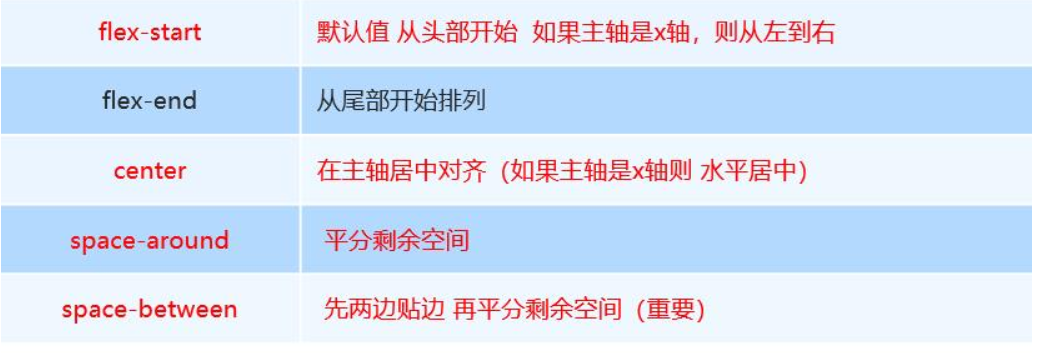 flex-start 默认值 从头部开始 如果主轴是x轴，则从左到右
flex-end 从尾部开始排列
center 在主轴居中对齐（如果主轴是x轴则 水平居中）
space-around 平分剩余空间
space-between 先两边贴边 再平分剩余空间（重要）